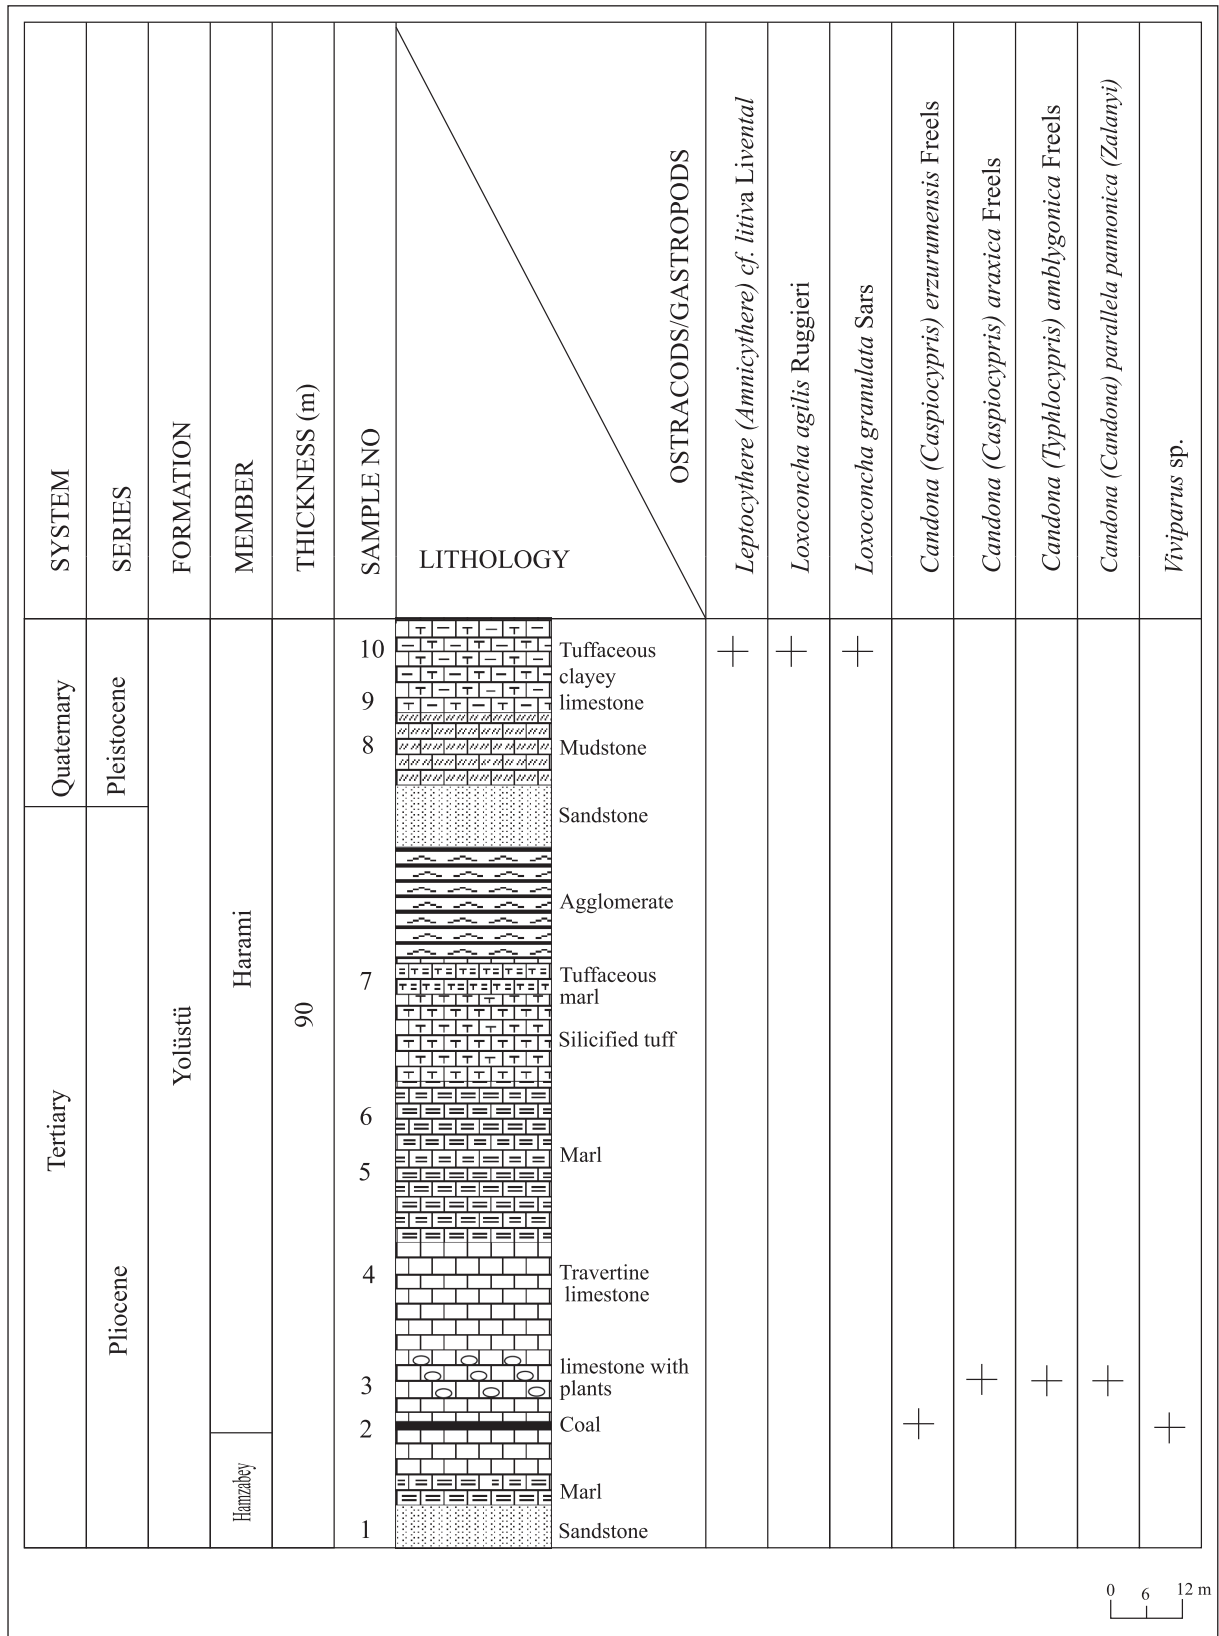 SYSTEM
SERIES
FORMATION
MEMBER
THICKNESS (m)
SAMPLE NO
LITHOLOGY
OSTRACODS/GASTROPODS
Leptocythere (Amnicythere) cf. litiva Livental
Loxoconcha agilis Ruggieri
Loxoconcha granulata Sars
Candona (Caspiocypris) erzurumensis Freels
Candona (Caspiocypris) araxica Freels
Candona (Typhlocypris) amblygonica Freels
Candona (Candona) parallela pannonica (Zalanyi)
Viviparus sp.
Quaternary
Tertiary
Pleistocene
Pliocene
Yolüstü
Harami
Hamzabey
90
10
9
8
7
6
5
4
3
2
1
Tuffaceous
clayey
limestone
Mudstone
Sandstone
Agglomerate
Tuffaceous
marl
Silicified tuff
Marl
Travertine
limestone
limestone with
plants
Coal
Marl
Sandstone
0 6 12 m